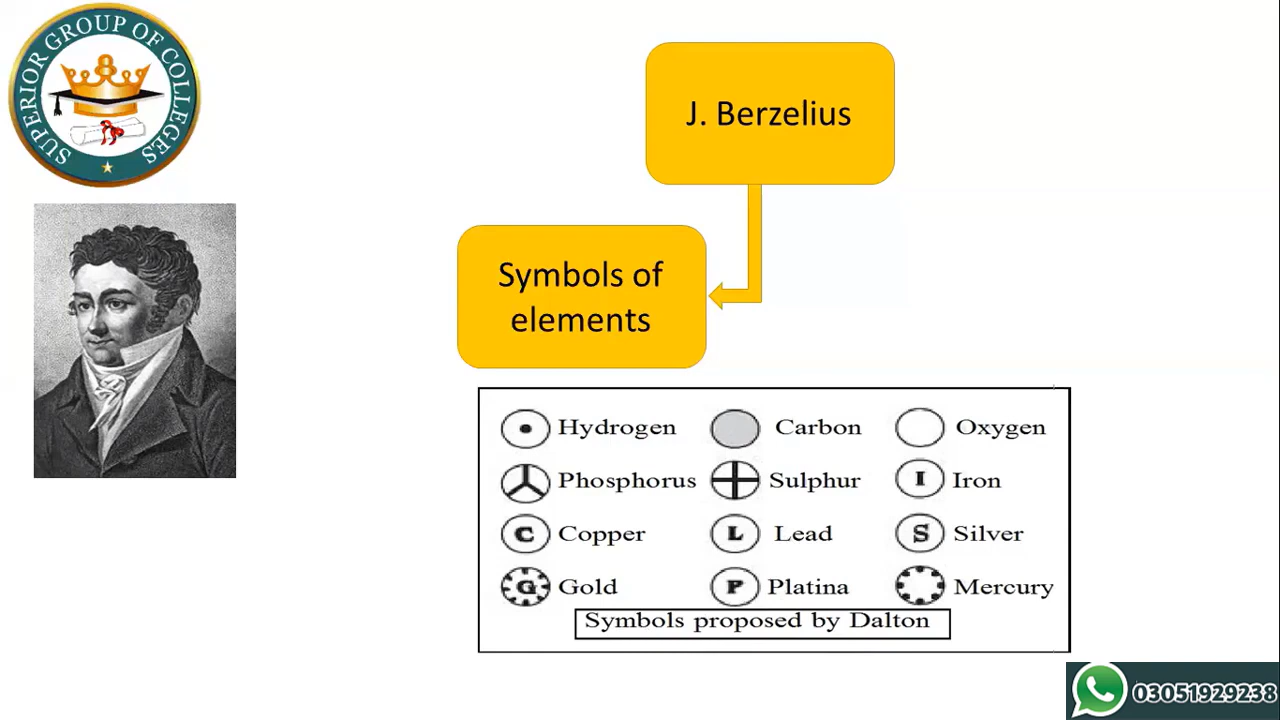 SUPERIOR GROUP OF COLLEGES
J. Berzelius
Symbols of
elements
Hydrogen Carbon Oxygen
Phosphorus Sulphur I Iron
C Copper L Lead S Silver
G Gold P Platina Mercury
Symbols proposed by Dalton
03051929238